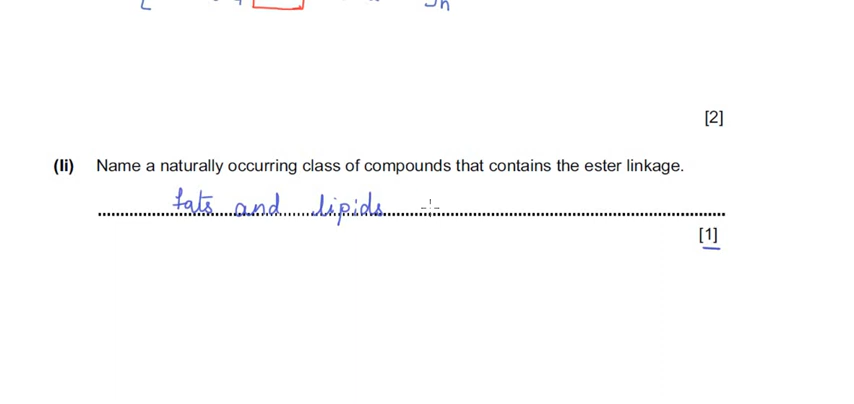 [2]
(ii) Name a naturally occurring class of compounds that contains the ester linkage.
fats and lipids
[1]